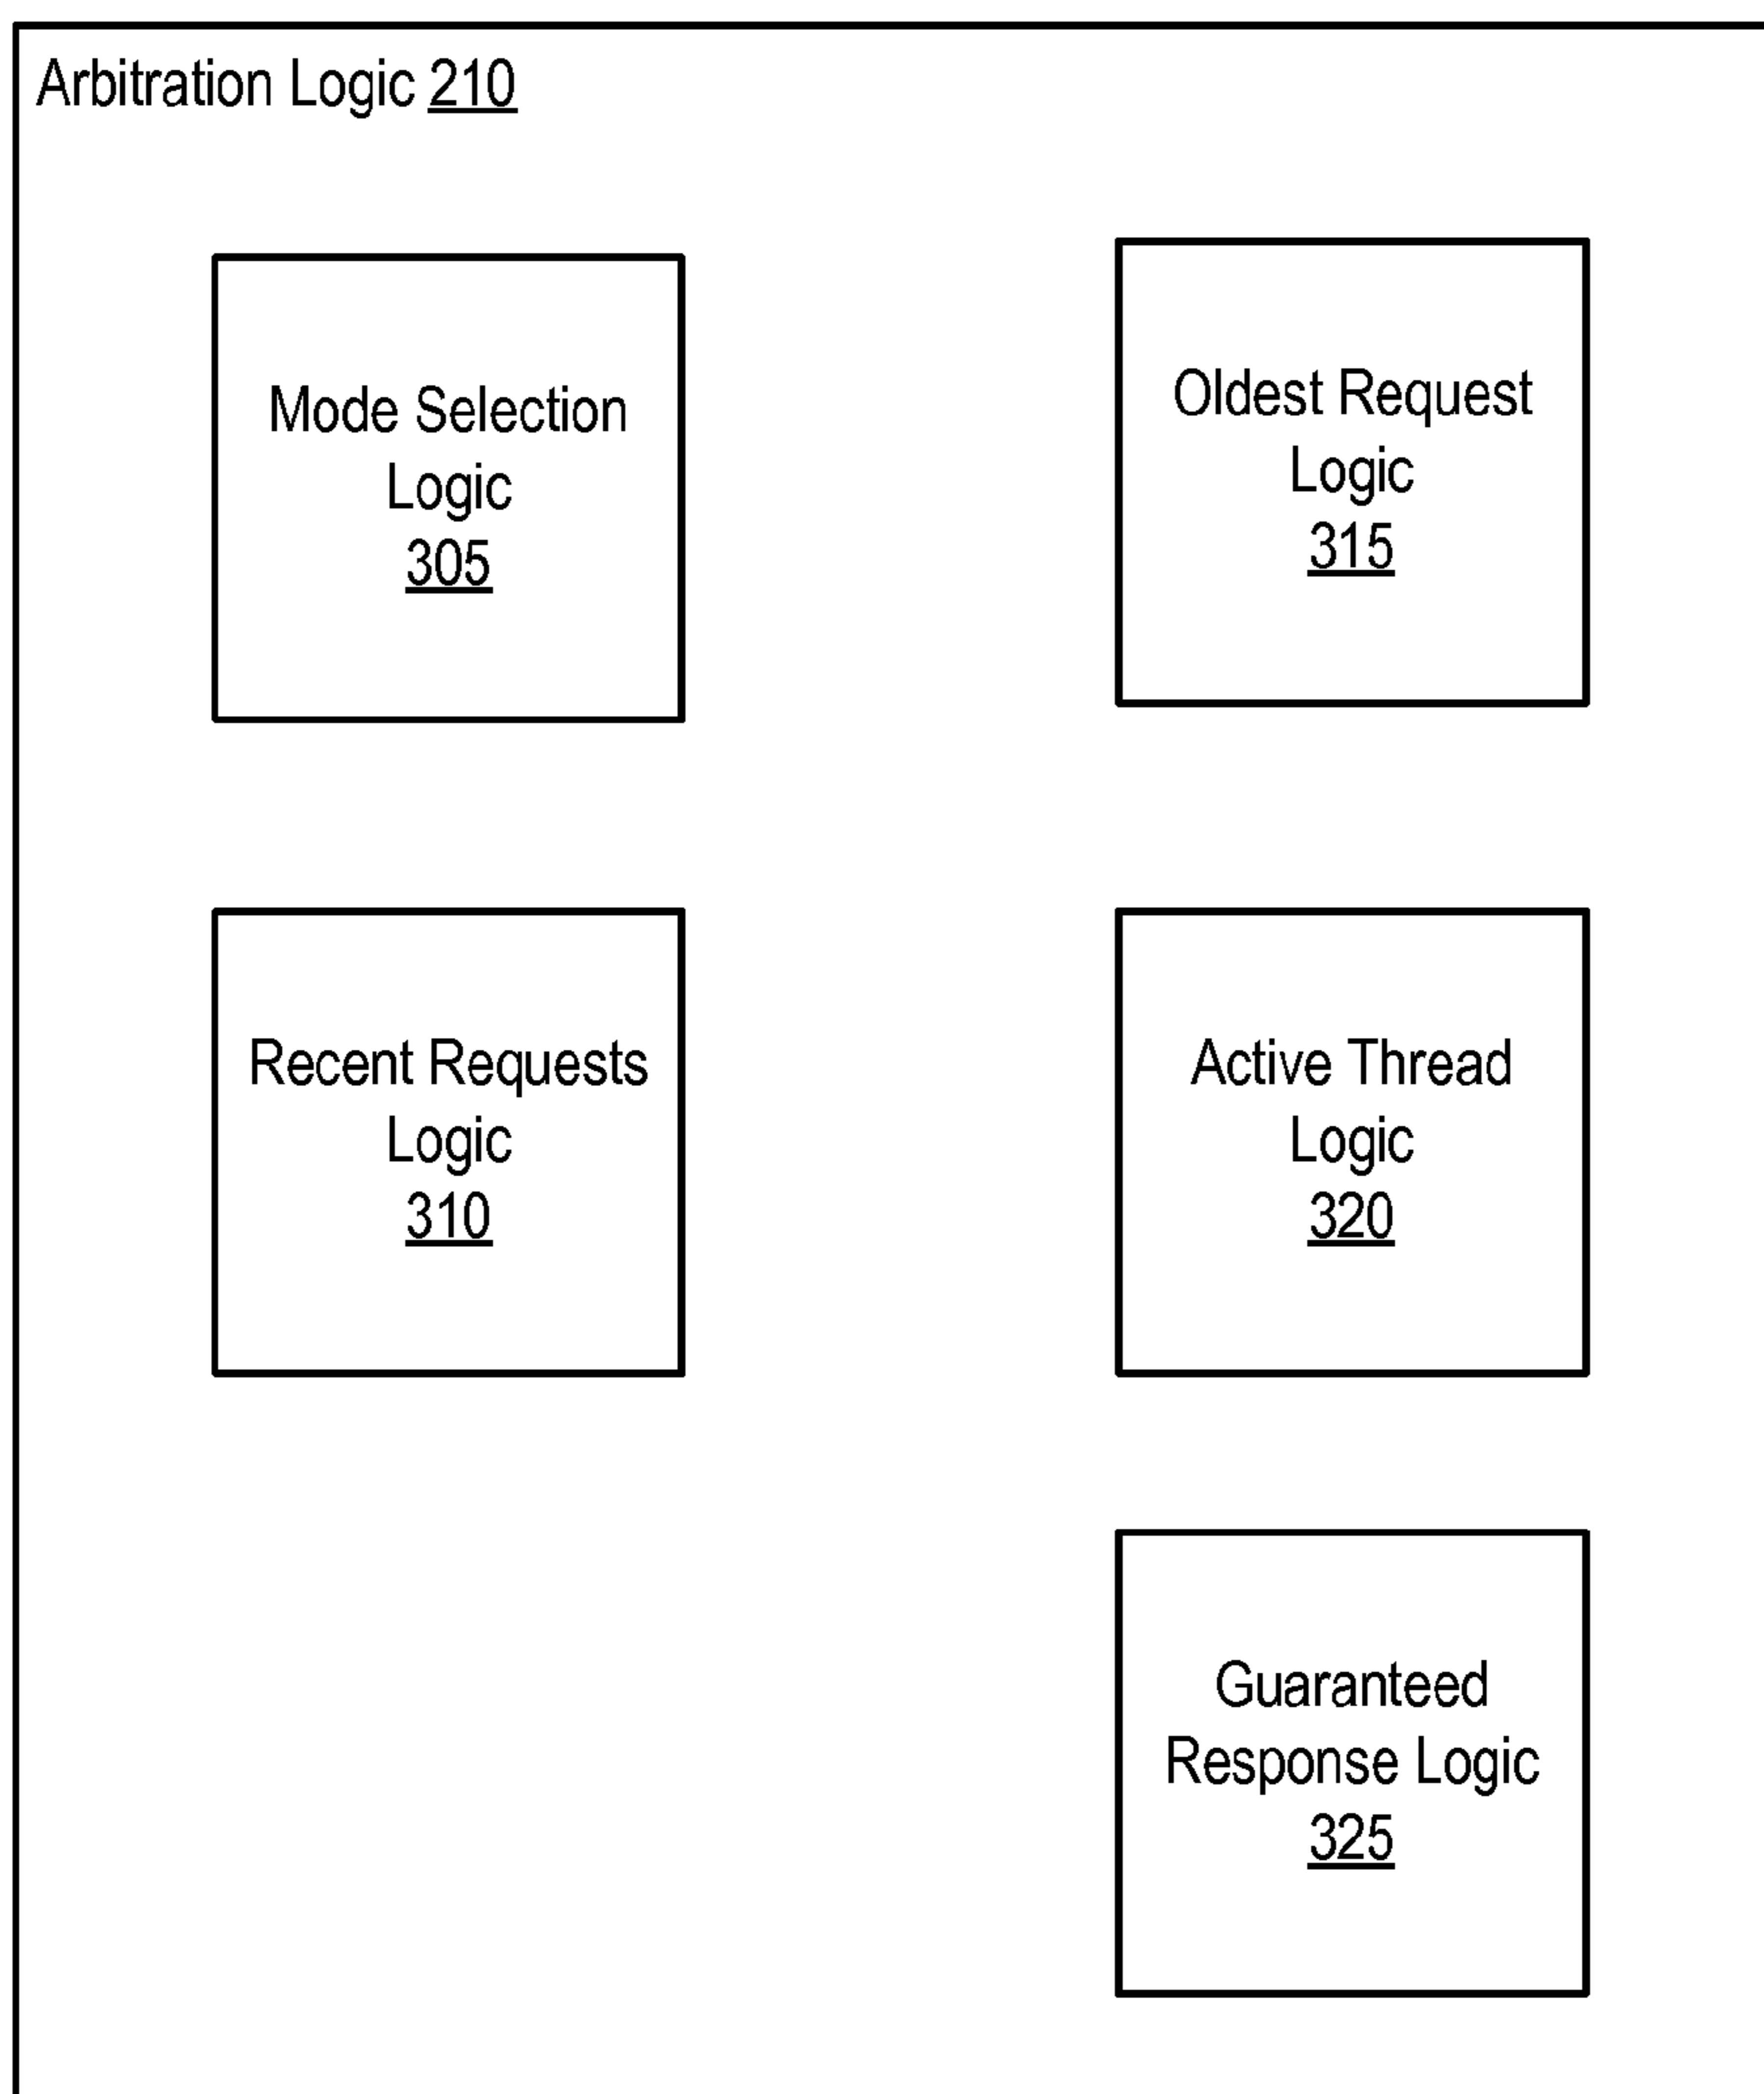 Arbitration Logic 210
Mode Selection
Logic
305
Oldest Request
Logic
315
Recent Requests
Logic
310
Active Thread
Logic
320
Guaranteed
Response Logic
325